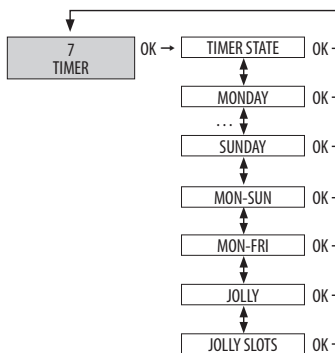 7
TIMER
OK
TIMER STATE
OK
MONDAY
OK
...
SUNDAY
OK
MON-SUN
OK
MON-FRI
OK
JOLLY
OK
JOLLY SLOTS
OK